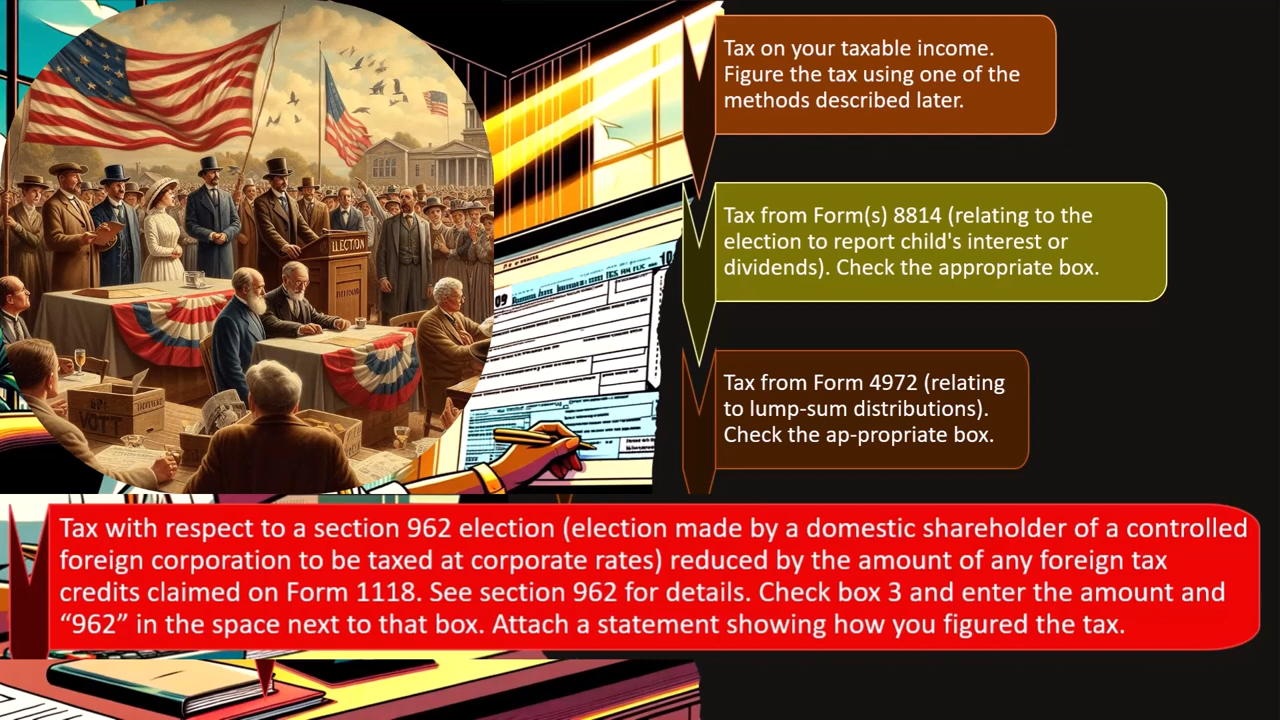 Tax on your taxable income.
Figure the tax using one of the
methods described later.
Tax from Form(s) 8814 (relating to the
election to report child's interest or
dividends). Check the appropriate box.
Tax from Form 4972 (relating
to lump-sum distributions).
Check the ap-propriate box.
Tax with respect to a section 962 election (election made by a domestic shareholder of a controlled
foreign corporation to be taxed at corporate rates) reduced by the amount of any foreign tax
credits claimed on Form 1118. See section 962 for details. Check box 3 and enter the amount and
“962” in the space next to that box. Attach a statement showing how you figured the tax.